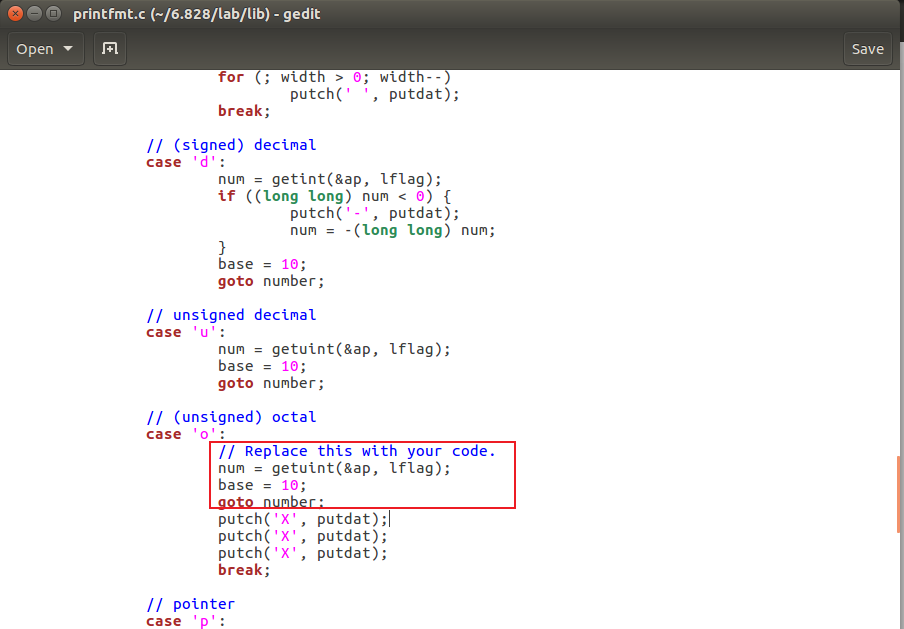 printfmt.c (~/6.828/lab/lib) - gedit
Open
Save
for (; width > 0; width--)
putch(' ', putdat);
break;
// (signed) decimal
case 'd':
num = getint(&ap, lflag);
if ((long long) num < 0) {
putch('-', putdat);
num = -(long long) num;
}
base = 10;
goto number;
// unsigned decimal
case 'u':
num = getuint(&ap, lflag);
base = 10;
goto number;
// (unsigned) octal
case 'o':
// Replace this with your code.
num = getuint(&ap, lflag);
base = 10;
goto number;
putch('X', putdat);
putch('X', putdat);
putch('X', putdat);
break;
// pointer
case 'p':